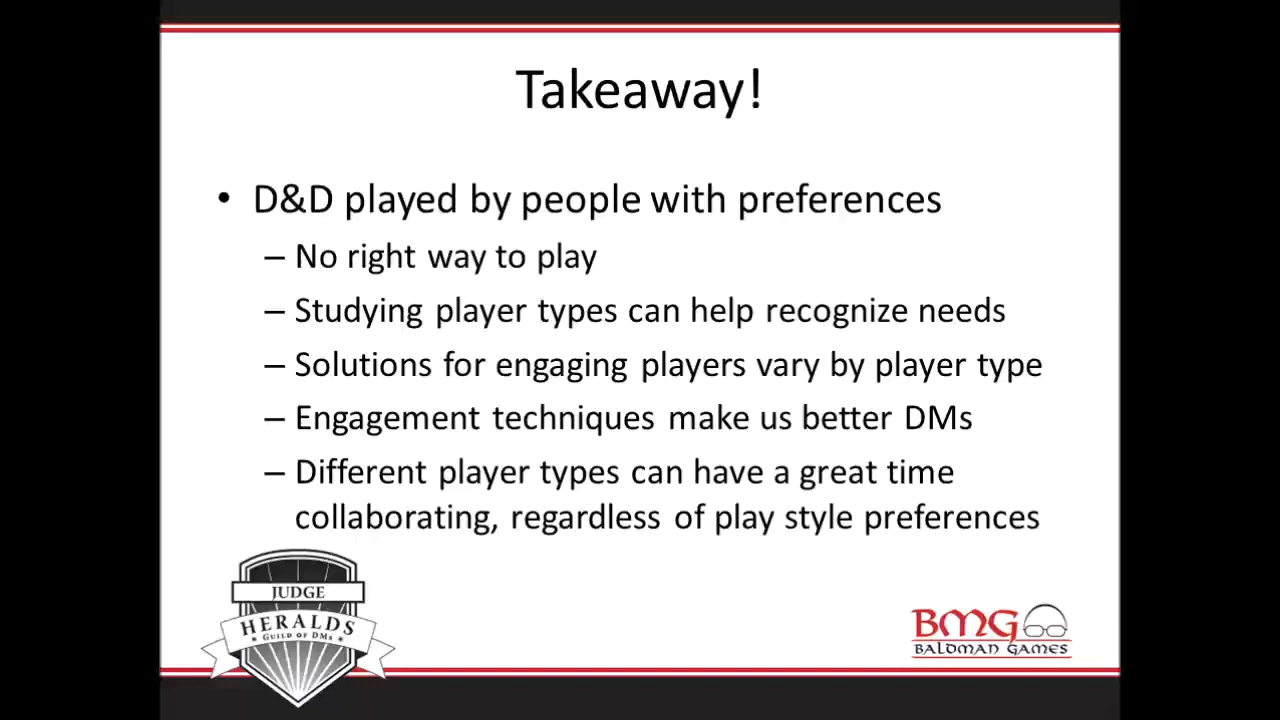 Takeaway!
• D&D played by people with preferences
– No right way to play
– Studying player types can help recognize needs
– Solutions for engaging players vary by player type
– Engagement techniques make us better DMs
– Different player types can have a great time
collaborating, regardless of play style preferences
JUDGE
HERALDS
GUILD OF DMS
BMG
BALDMAN GAMES